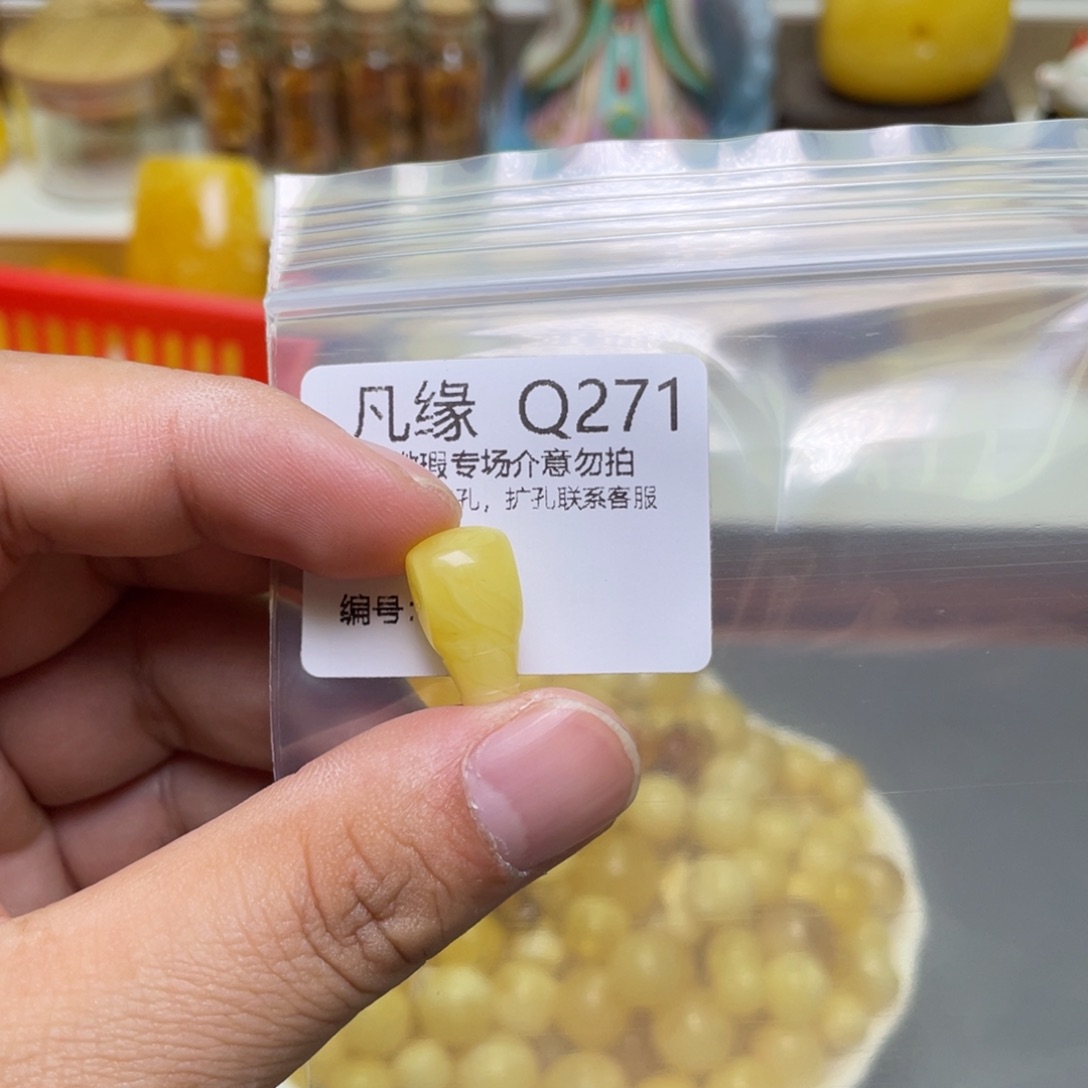 凡缘 Q271
瑕专场介意勿拍
孔，扩孔联系客服
编号：